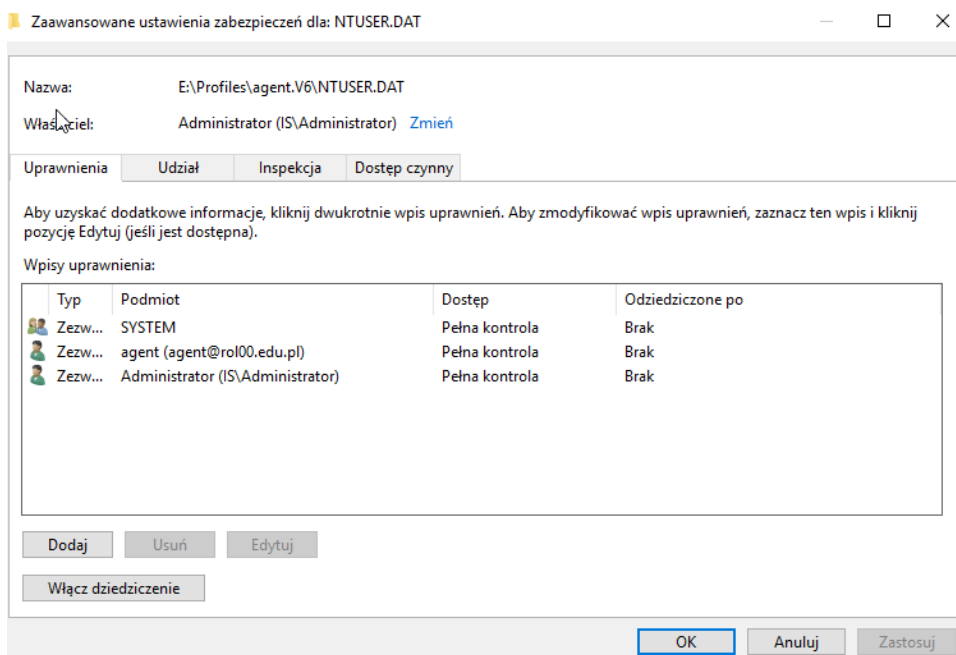 Zaawansowane ustawienia zabezpieczeń dla: NTUSER.DAT
Nazwa: E:\Profiles\agent.V6\NTUSER.DAT
Właściciel: Administrator (IS\Administrator) Zmień
Uprawnienia Udział Inspekcja Dostęp czynny
Aby uzyskać dodatkowe informacje, kliknij dwukrotnie wpis uprawnień. Aby zmodyfikować wpis uprawnień, zaznacz ten wpis i kliknij
pozycję Edytuj (jeśli jest dostępna).
Wpisy uprawnienia:
Typ Podmiot Dostęp Odziedziczone po
Zezw... SYSTEM Pełna kontrola Brak
Zezw... agent (agent@rol00.edu.pl) Pełna kontrola Brak
Zezw... Administrator (IS\Administrator) Pełna kontrola Brak
Dodaj Usuń Edytuj
Włącz dziedziczenie
OK Anuluj Zastosuj